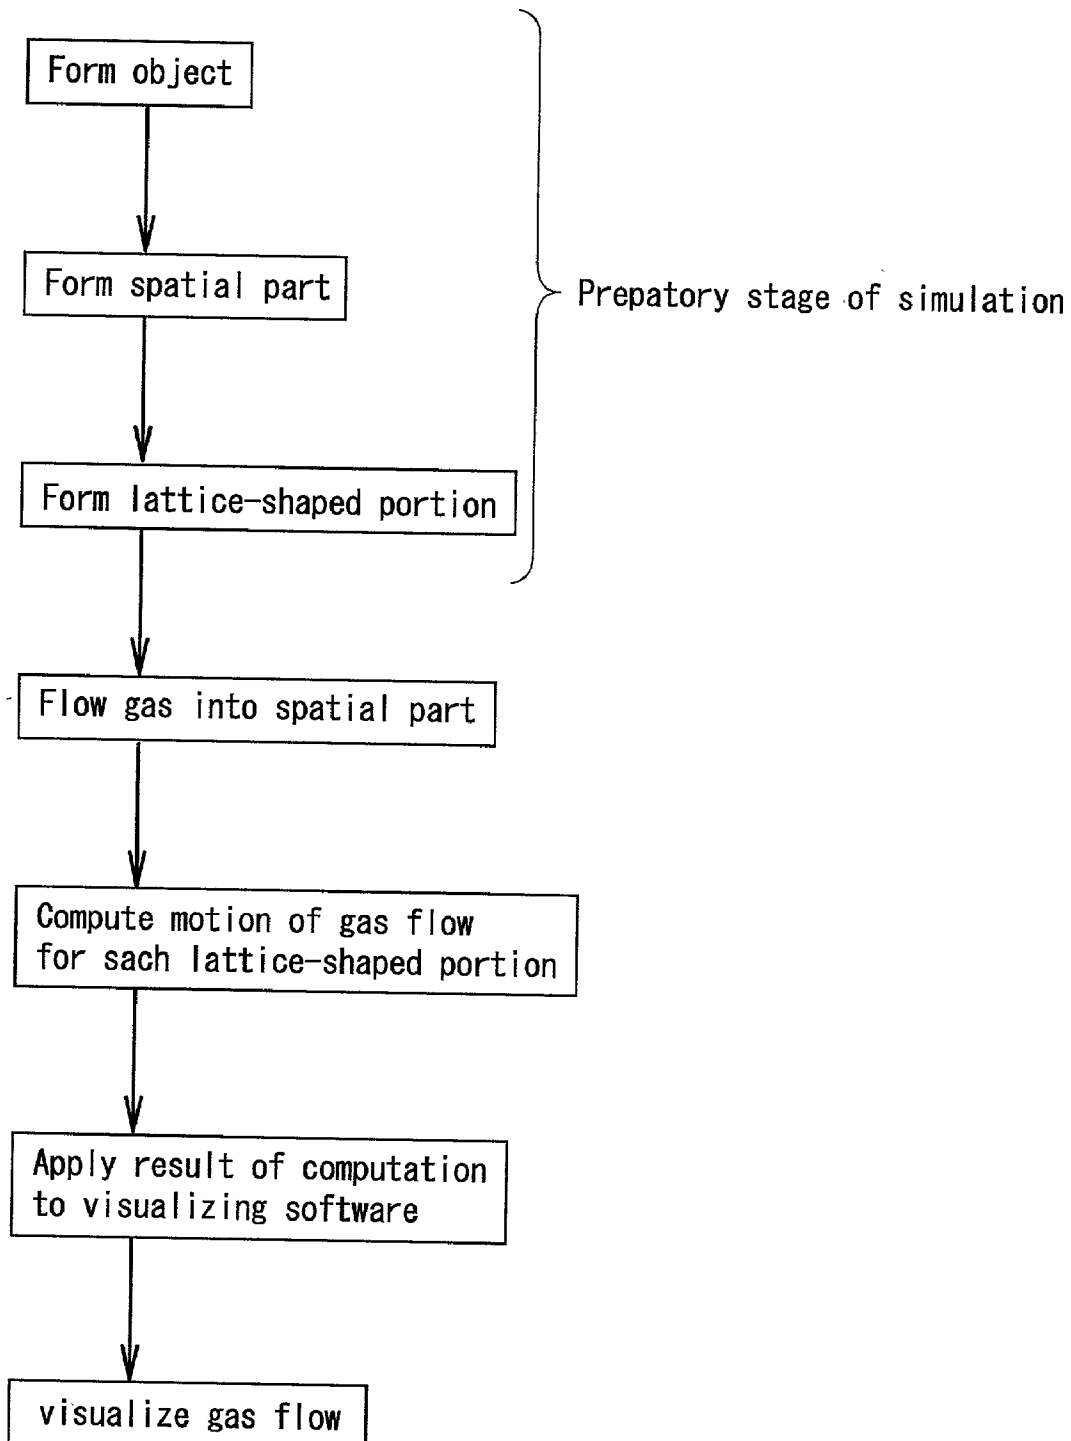 Form object
Form spatial part
Prepatory stage of simulation
Form lattice-shaped portion
Flow gas into spatial part
Compute motion of gas flow
for sach lattice-shaped portion
Apply result of computation
to visualizing software
visualize gas flow